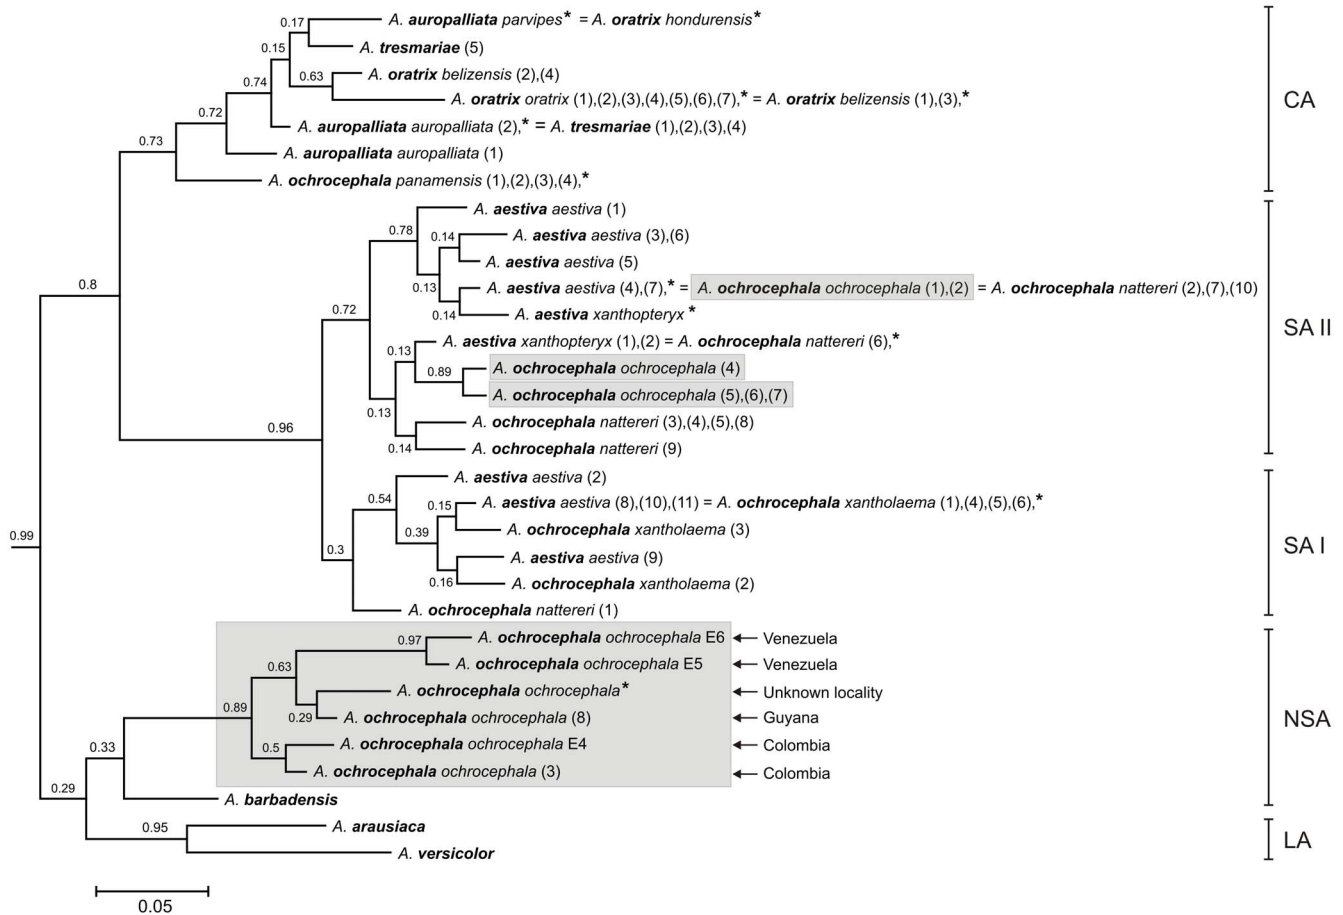 0.17 A. auropalliata parvipes* = A. oratrix hondurensis*
0.15 A. tresmariae (5)
0.74 0.63 A. oratrix belizensis (2),(4)
A. oratrix oratrix (1),(2),(3),(4),(5),(6),(7),* = A. oratrix belizensis (1),(3),*
CA
0.72 A. auropalliata auropalliata (2),* = A. tresmariae (1),(2),(3),(4)
0.73 A. auropalliata auropalliata (1)
A. ochrocephala panamensis (1),(2),(3),(4),*
A. aestiva aestiva (1)
0.78 0.14 A. aestiva aestiva (3),(6)
A. aestiva aestiva (5)
0.8 0.13 A. aestiva aestiva (4),(7),* = A. ochrocephala ochrocephala (1,(2) = A. ochrocephala nattereri (2),(7),(10)
0.72 0.14 A. aestiva xanthopteryx *
SA II
0.13 A. aestiva xanthopteryx (1),(2) = A. ochrocephala nattereri (6),*
0.89 A. ochrocephala ochrocephala (4)
A. ochrocephala ochrocephala (5),(6),(7)
0.13 A. ochrocephala nattereri (3),(4),(5),(8)
0.96 0.14 A. ochrocephala nattereri (9)
A. aestiva aestiva (2)
0.54 0.15 A. aestiva aestiva (8),(10),(11) = A. ochrocephala xantholaema (1),(4),(5),(6),*
0.39 A. ochrocephala xantholaema (3)
0.99 0.3 A. aestiva aestiva (9)
SA I
0.16 A. ochrocephala xantholaema (2)
A. ochrocephala nattereri (1)
0.97 A. ochrocephala ochrocephala E6 Venezuela
0.63 A. ochrocephala ochrocephala E5 Venezuela
A. ochrocephala ochrocephala* Unknown locality
0.89 0.29 A. ochrocephala ochrocephala (8) Guyana
NSA
0.33 0.5 A. ochrocephala ochrocephala E4 Colombia
A. ochrocephala ochrocephala (3) Colombia
0.29 A. barbadensis
0.95 A. arausiaca
LA
A. versicolor
0.05